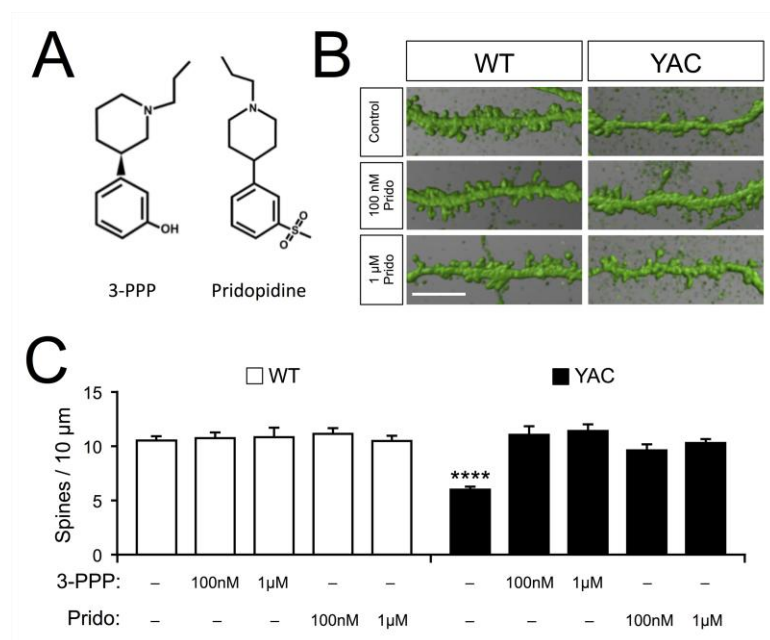 A
N
OH
3-PPP
N
S
O
O
Pridopidine
B
WT YAC
Control
100 nM
Prido
1 µM
Prido
C
WT YAC
Spines / 10 µm
15
10
5
0
****
3-PPP: – 100nM 1µM – – – 100nM 1µM – –
Prido: – – – 100nM 1µM – – – 100nM 1µM